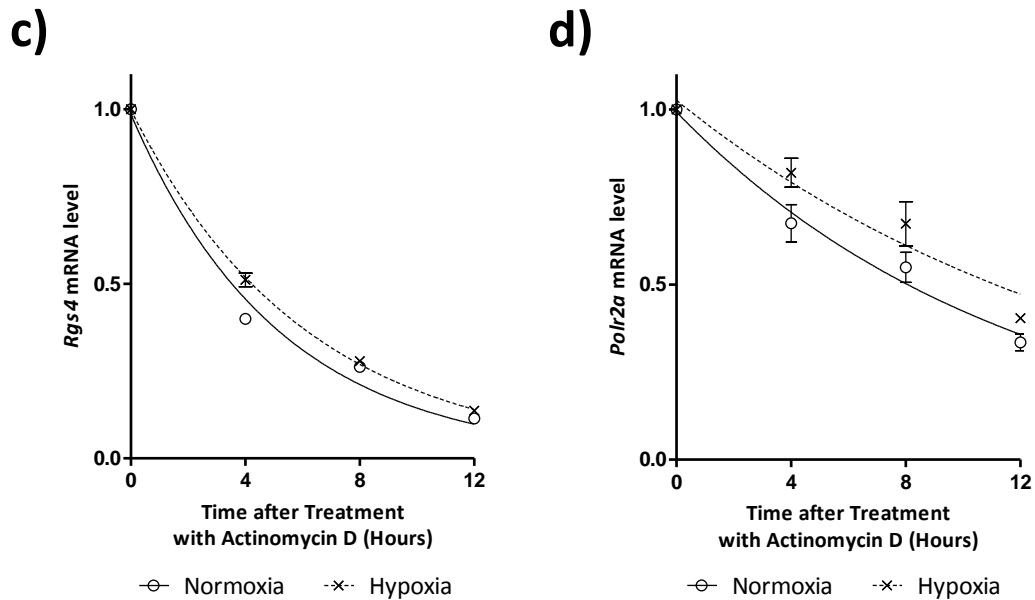 c)
1.0
0.5
0.0
Rgs4 mRNA level
0 4 8 12
Time after Treatment
with Actinomycin D (Hours)
Normoxia Hypoxia
d)
1.0
0.5
0.0
Polr2a mRNA level
0 4 8 12
Time after Treatment
with Actinomycin D (Hours)
Normoxia Hypoxia